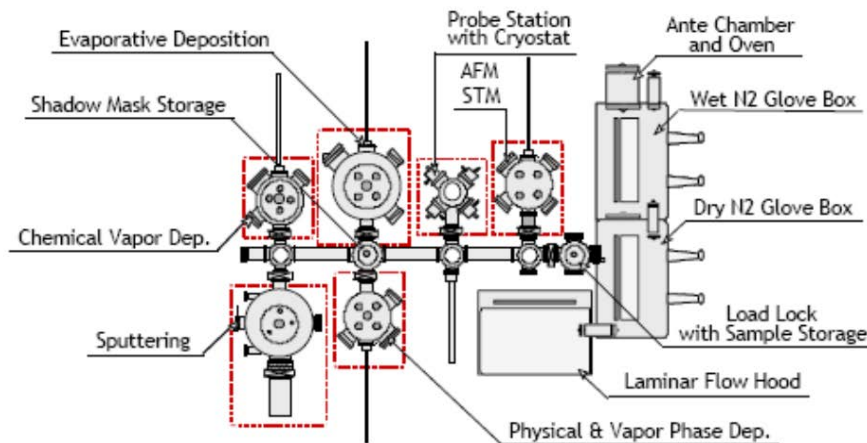 Evaporative Deposition
Probe Station
with Cryostat
Ante Chamber
and Oven
AFM
STM
Shadow Mask Storage
Wet N2 Glove Box
Dry N2 Glove Box
Chemical Vapor Dep.
Sputtering
Load Lock
with Sample Storage
Laminar Flow Hood
Physical & Vapor Phase Dep.